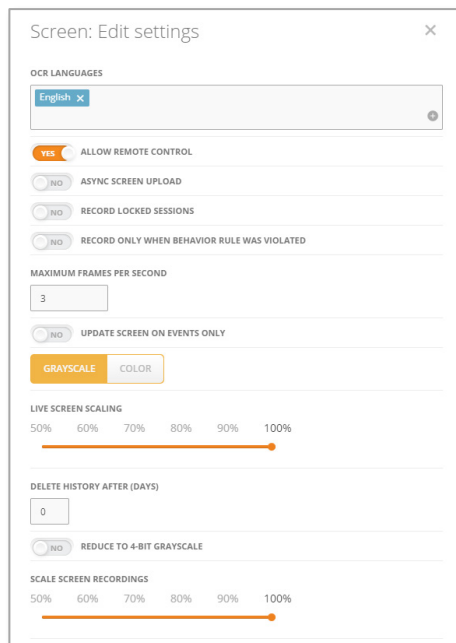 Screen: Edit settings
OCR LANGUAGES
English
YES ALLOW REMOTE CONTROL
NO ASYNC SCREEN UPLOAD
NO RECORD LOCKED SESSIONS
NO RECORD ONLY WHEN BEHAVIOR RULE WAS VIOLATED
MAXIMUM FRAMES PER SECOND
3
NO UPDATE SCREEN ON EVENTS ONLY
GRAYSCALE COLOR
LIVE SCREEN SCALING
50% 60% 70% 80% 90% 100%
DELETE HISTORY AFTER (DAYS)
0
NO REDUCE TO 4-BIT GRAYSCALE
SCALE SCREEN RECORDINGS
50% 60% 70% 80% 90% 100%